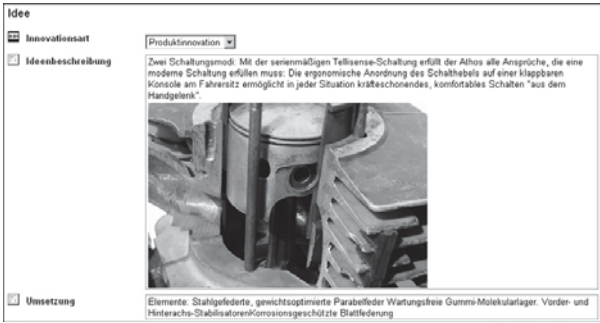 Idee
Innovationsart
Produktinnovation
Ideenbeschreibung
Zwei Schaltungsmodi: Mit der serienmäßigen Tellisense-Schaltung erfüllt der Athos alle Ansprüche, die eine
moderne Schaltung erfüllen muss: Die ergonomische Anordnung des Schalthebels auf einer klappbaren
Konsole am Fahrersitz ermöglicht in jeder Situation kräfteschonendes, komfortables Schalten "aus dem
Handgelenk".
Umsetzung
Elemente: Stahlgefederte, gewichtsoptimierte Parabelfeder Wartungsfreie Gummi-Molekularlager. Vorder- und
Hinterachs-StabilisatorenKorrosionsgeschützte Blattfederung